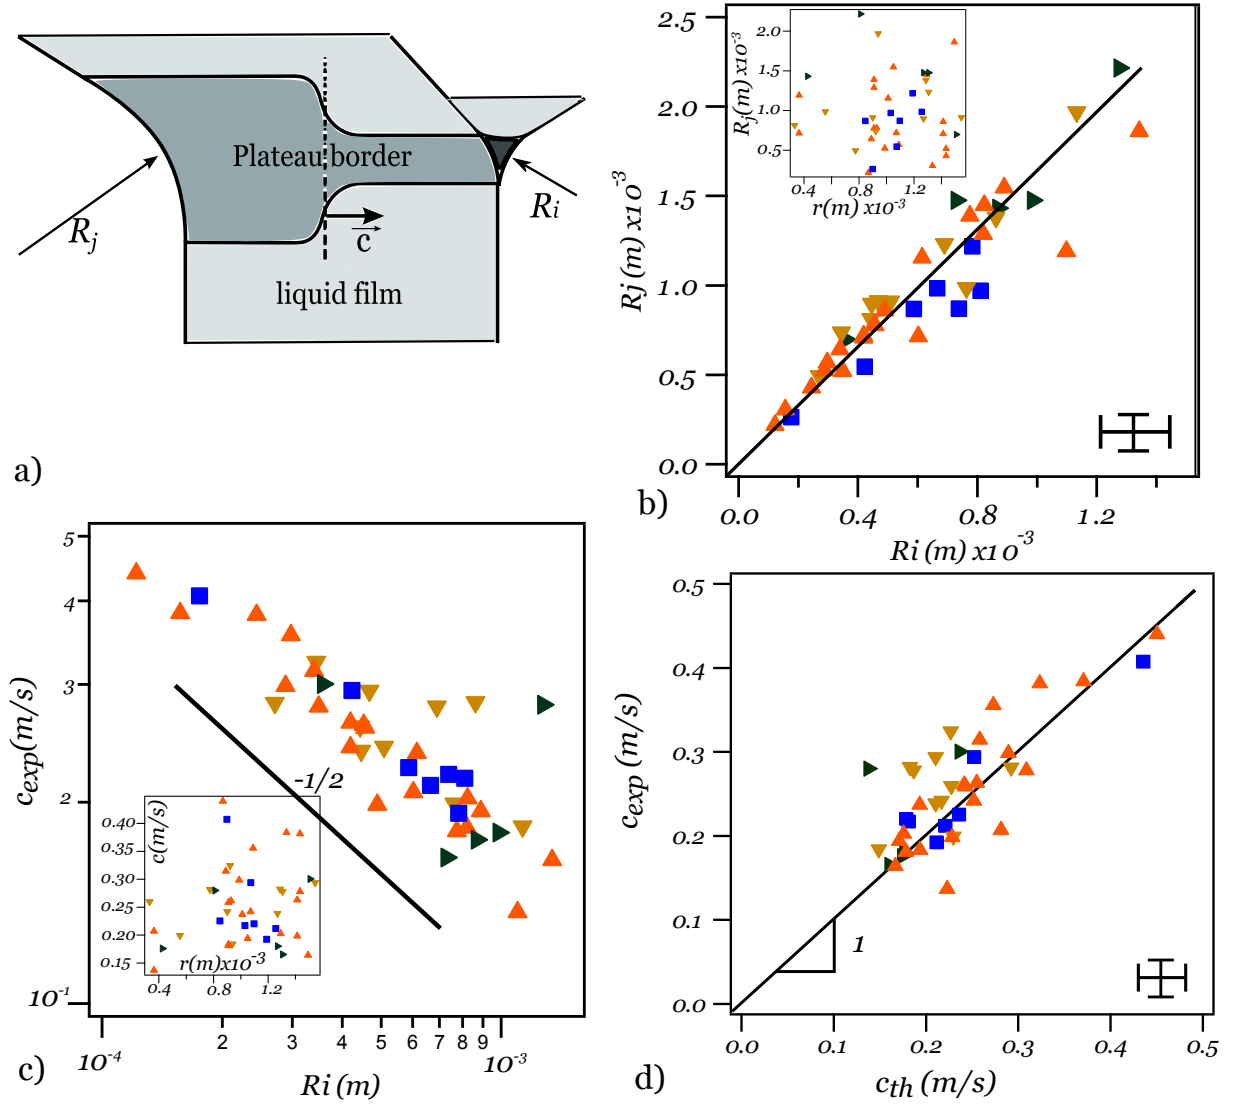 Plateau border
R_j
R_i
c
liquid film
a)
2.5
2.0
1.5
1.0
0.5
0.0
Rj (m) x10^-3
0.0 0.4 0.8 1.2
Ri (m) x10^-3
2.0
1.5
1.0
0.5
Rj(m) x10^-3
0.4 0.8 1.2
r(m) x10^-3
b)
5
4
3
2
10^-1
c_exp(m/s)
-1/2
10^-4 2 3 4 5 6 7 8 9 10^-3
Ri (m)
0.40
0.35
0.30
0.25
0.20
0.15
c(m/s)
r(m)x10^-3
0.4 0.8 1.2
c)
0.5
0.4
0.3
0.2
0.1
0.0
c_exp (m/s)
1
0.0 0.1 0.2 0.3 0.4 0.5
c_th (m/s)
d)